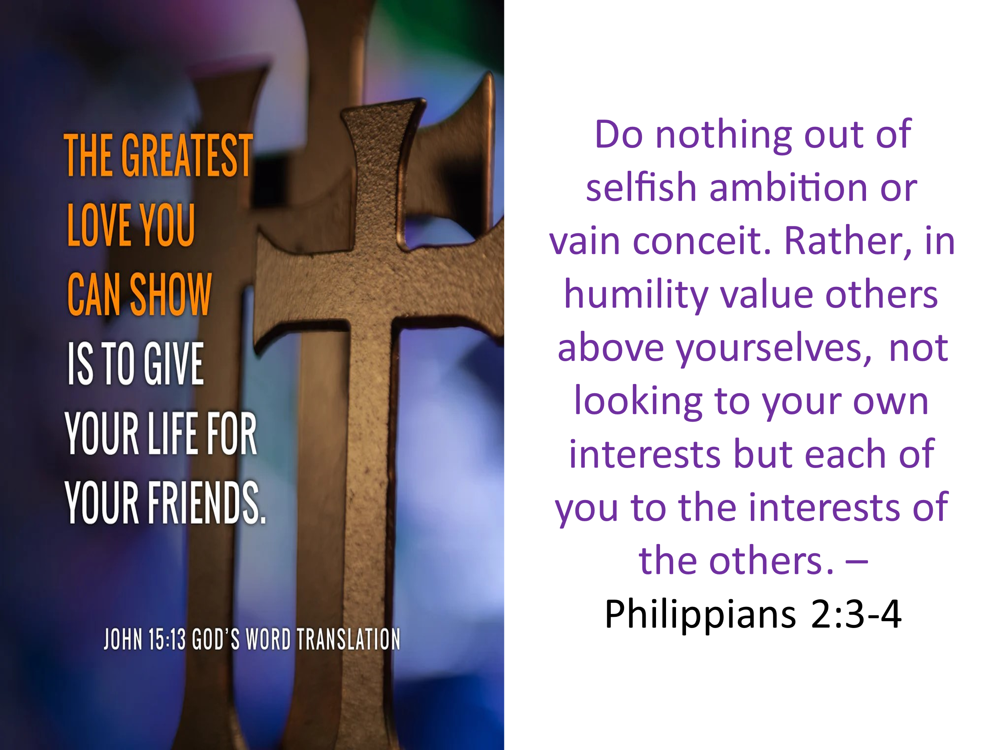 THE GREATEST
LOVE YOU
CAN SHOW
IS TO GIVE
YOUR LIFE FOR
YOUR FRIENDS.
JOHN 15:13 GOD’S WORD TRANSLATION
Do nothing out of
selfish ambition or
vain conceit. Rather, in
humility value others
above yourselves, not
looking to your own
interests but each of
you to the interests of
the others. –
Philippians 2:3-4